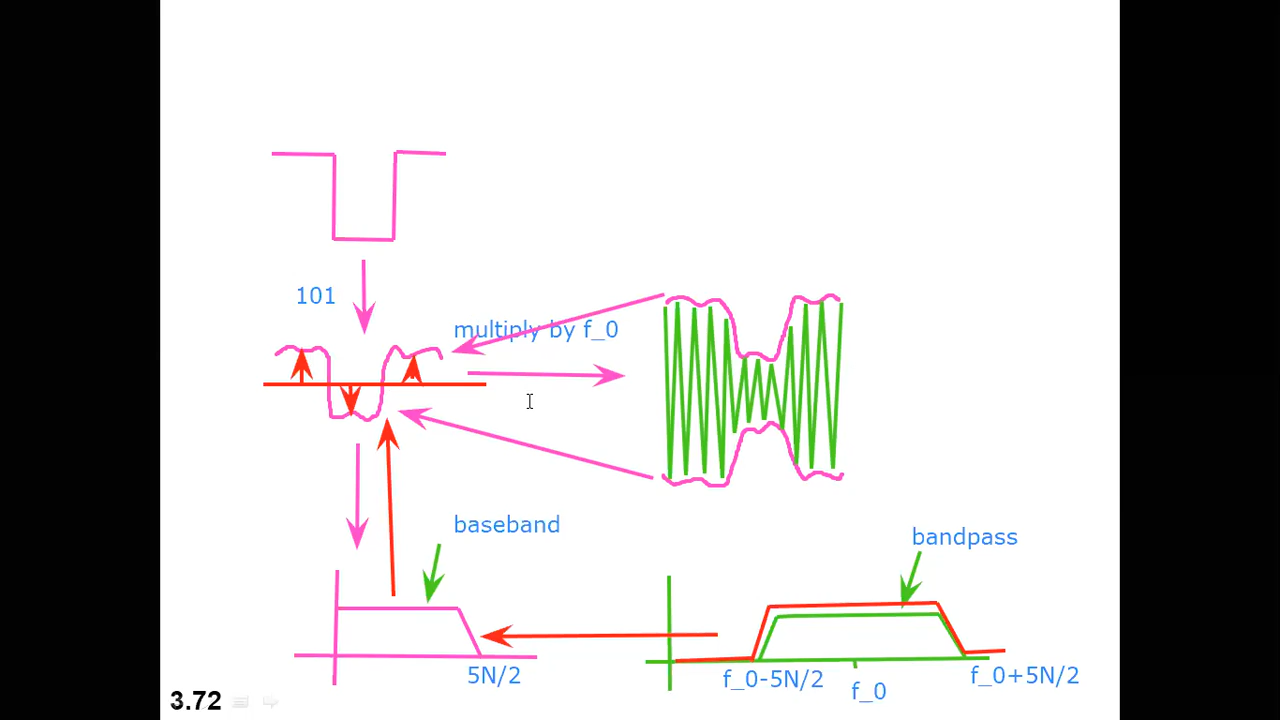 101
multiply by f_0
baseband
bandpass
5N/2
f_0-5N/2
f_0
f_0+5N/2
3.72